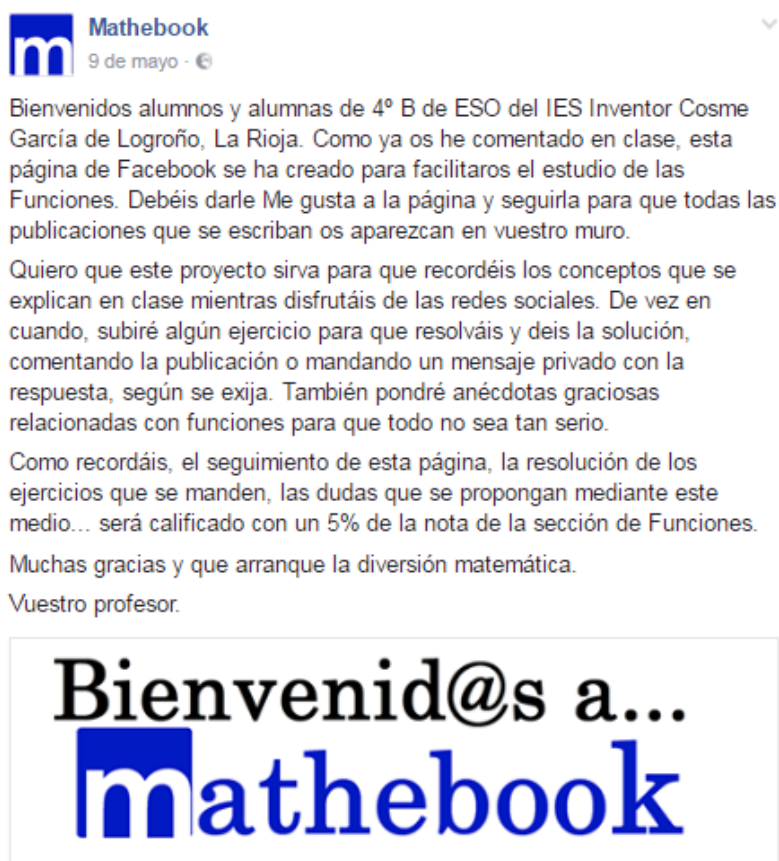 m
Mathebook
9 de mayo ·
Bienvenidos alumnos y alumnas de 4º B de ESO del IES Inventor Cosme
García de Logroño, La Rioja. Como ya os he comentado en clase, esta
página de Facebook se ha creado para facilitaros el estudio de las
Funciones. Debéis darle Me gusta a la página y seguirla para que todas las
publicaciones que se escriban os aparezcan en vuestro muro.
Quiero que este proyecto sirva para que recordéis los conceptos que se
explican en clase mientras disfrutáis de las redes sociales. De vez en
cuando, subiré algún ejercicio para que resolváis y deis la solución,
comentando la publicación o mandando un mensaje privado con la
respuesta, según se exija. También pondré anécdotas graciosas
relacionadas con funciones para que todo no sea tan serio.
Como recordáis, el seguimiento de esta página, la resolución de los
ejercicios que se manden, las dudas que se propongan mediante este
medio... será calificado con un 5% de la nota de la sección de Funciones.
Muchas gracias y que arranque la diversión matemática.
Vuestro profesor.
Bienvenid@s a...
mathebook